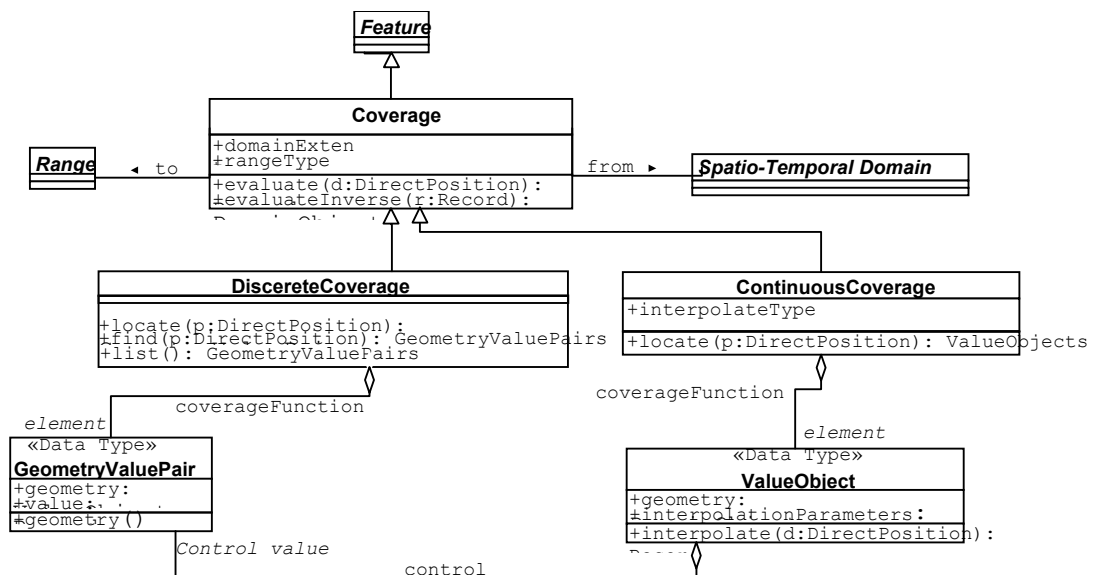 Feature
Coverage
+domainExten
+rangeType
+evaluate(d:DirectPosition):
+evaluateInverse(r:Record):
Range
◄ to
from ►
Spatio-Temporal Domain
DiscereteCoverage
+locate(p:DirectPosition):
+find(p:DirectPosition): GeometryValuePairs
+list(): GeometryValuePairs
ContinuousCoverage
+interpolateType
+locate(p:DirectPosition): ValueObjects
coverageFunction
element
coverageFunction
element
«Data Type»
GeometryValuePair
+geometry:
+value:
+geometry()
«Data Type»
ValueObject
+geometry:
+interpolationParameters:
+interpolate(d:DirectPosition):
Control value
control